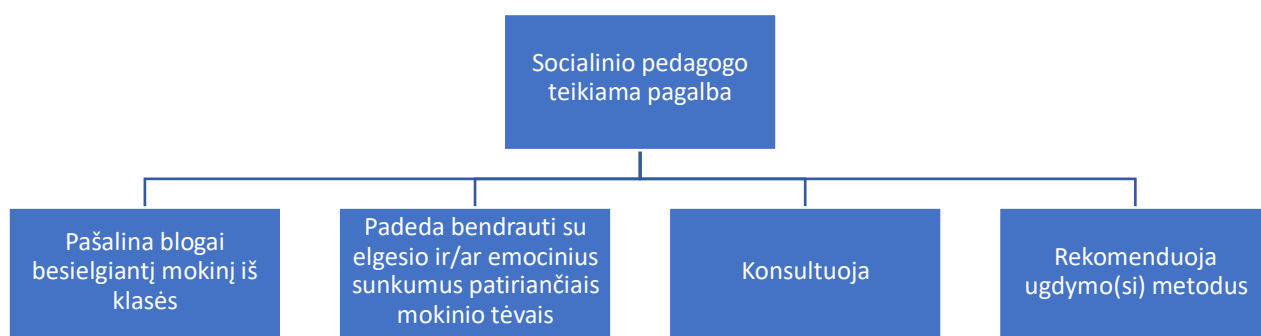 Socialinio pedagogo
teikiama pagalba
Pašalina blogai
besielgiantį mokinį iš
klasės
Padeda bendrauti su
elgesio ir/ar emocinius
sunkumus patiriančiais
mokinio tėvais
Konsultuoja
Rekomenduoja
ugdymo(si) metodus